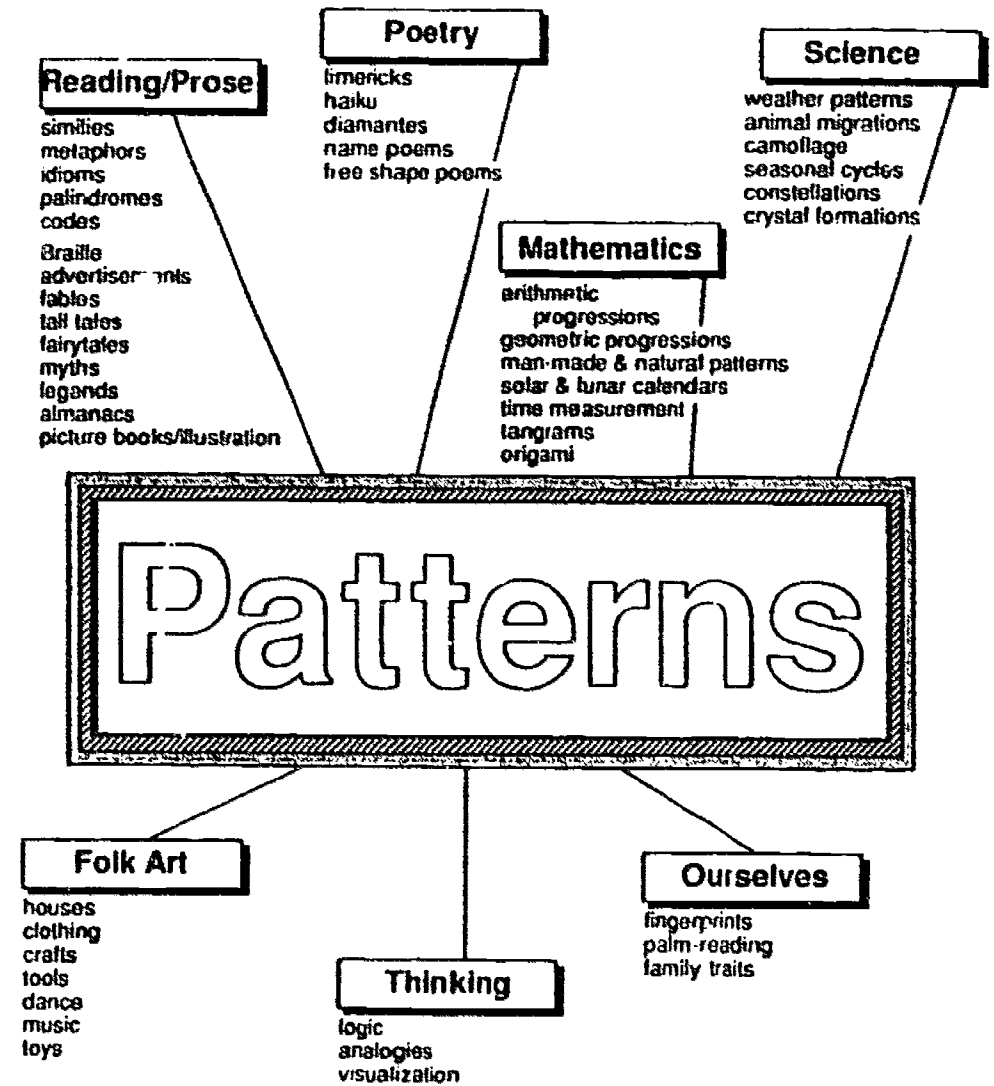 Reading/Prose
similies
metaphors
idioms
palindromes
codes
Braille
advertisements
fables
tall tales
fairytales
myths
legands
almanacs
picture books/illustration
Poetry
limericks
haiku
diamantes
name poems
free shape poems
Mathematics
arithmetic
progressions
geometric progressions
man-made & natural patterns
solar & lunar calendars
time measurement
tangrams
origami
Science
weather patterns
animal migrations
camoflage
seasonal cycles
constellations
crystal formations
Patterns
Folk Art
houses
clothing
crafts
tools
dance
music
toys
Thinking
logic
analogies
visualization
Ourselves
fingerprints
palm-reading
family traits